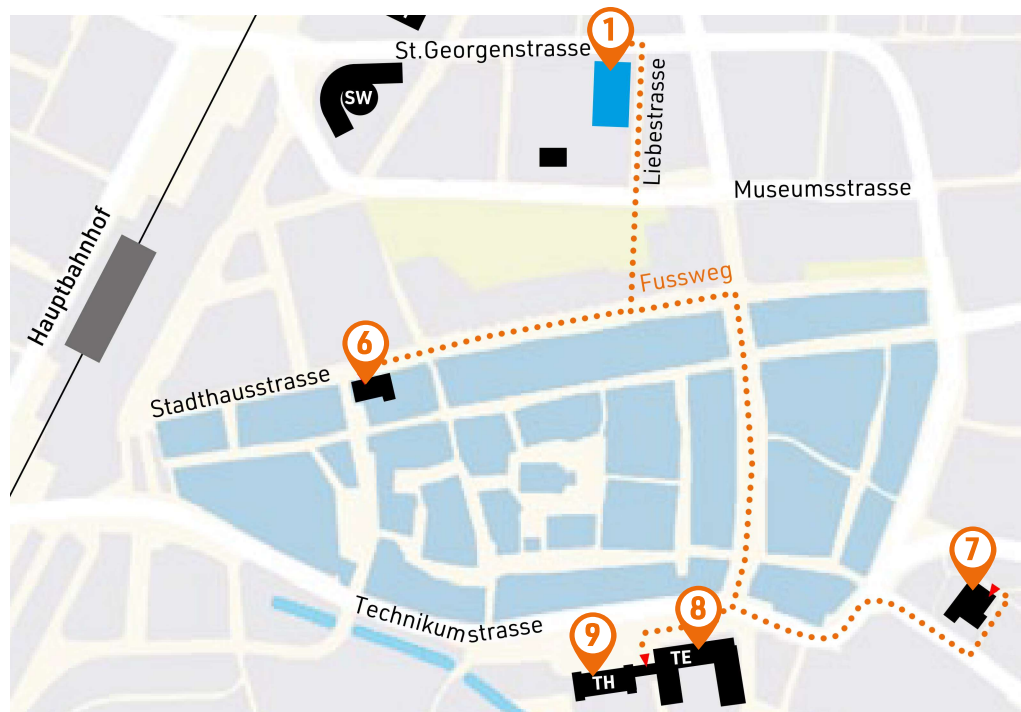 1
St.Georgenstrasse
SW
Liebestrasse
Museumsstrasse
Hauptbahnhof
Fussweg
6
Stadthausstrasse
7
Technikumstrasse
8
9
TE
TH